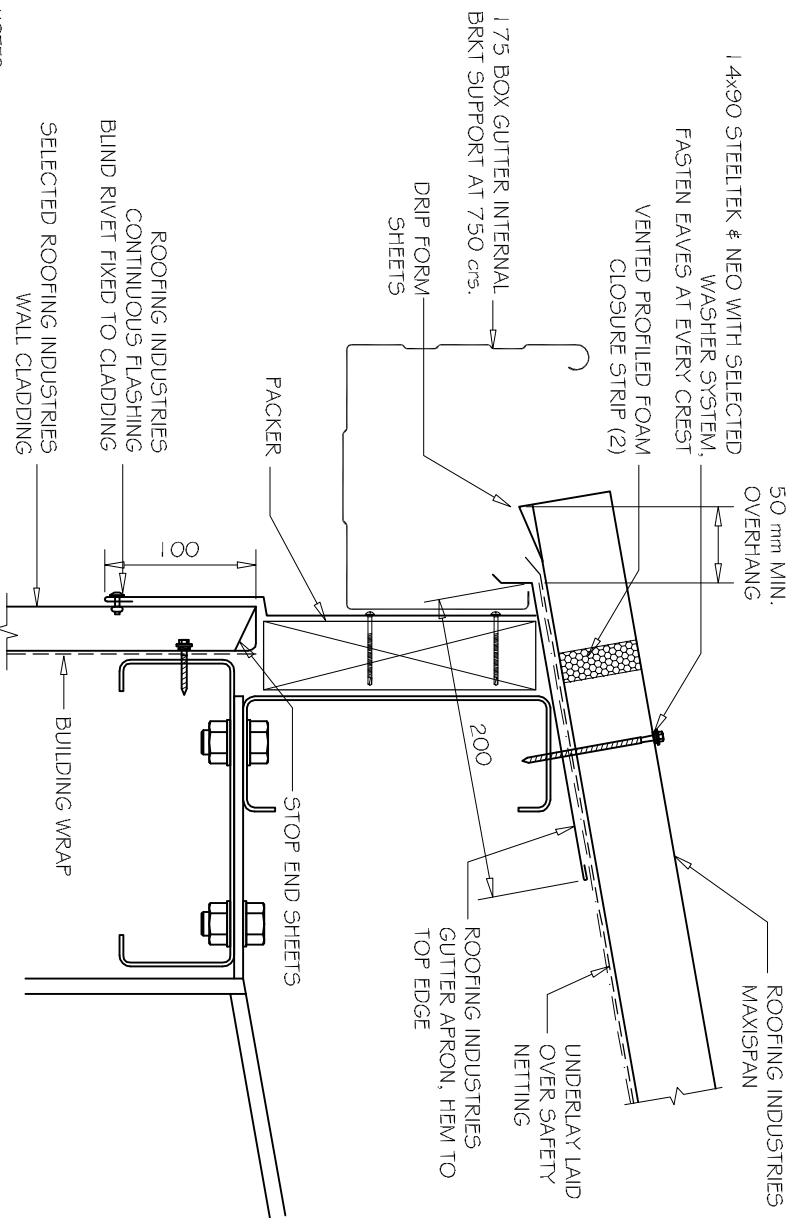 50 mm MIN.
OVERHANG
14x90 STEELTEK & NEO WITH SELECTED
WASHER SYSTEM,
FASTEN EAVES AT EVERY CREST
VENTED PROFILED FOAM
CLOSURE STRIP (2)
175 BOX GUTTER INTERNAL
BRKT SUPPORT AT 750 crs.
DRIP FORM
SHEETS
ROOFING INDUSTRIES
MAXISPAN
UNDERLAY LAID
OVER SAFETY
NETTING
ROOFING INDUSTRIES
GUTTER APRON, HEM TO
TOP EDGE
200
PACKER
100
ROOFING INDUSTRIES
CONTINUOUS FLASHING
BLIND RIVET FIXED TO CLADDING
SELECTED ROOFING INDUSTRIES
WALL CLADDING
STOP END SHEETS
BUILDING WRAP